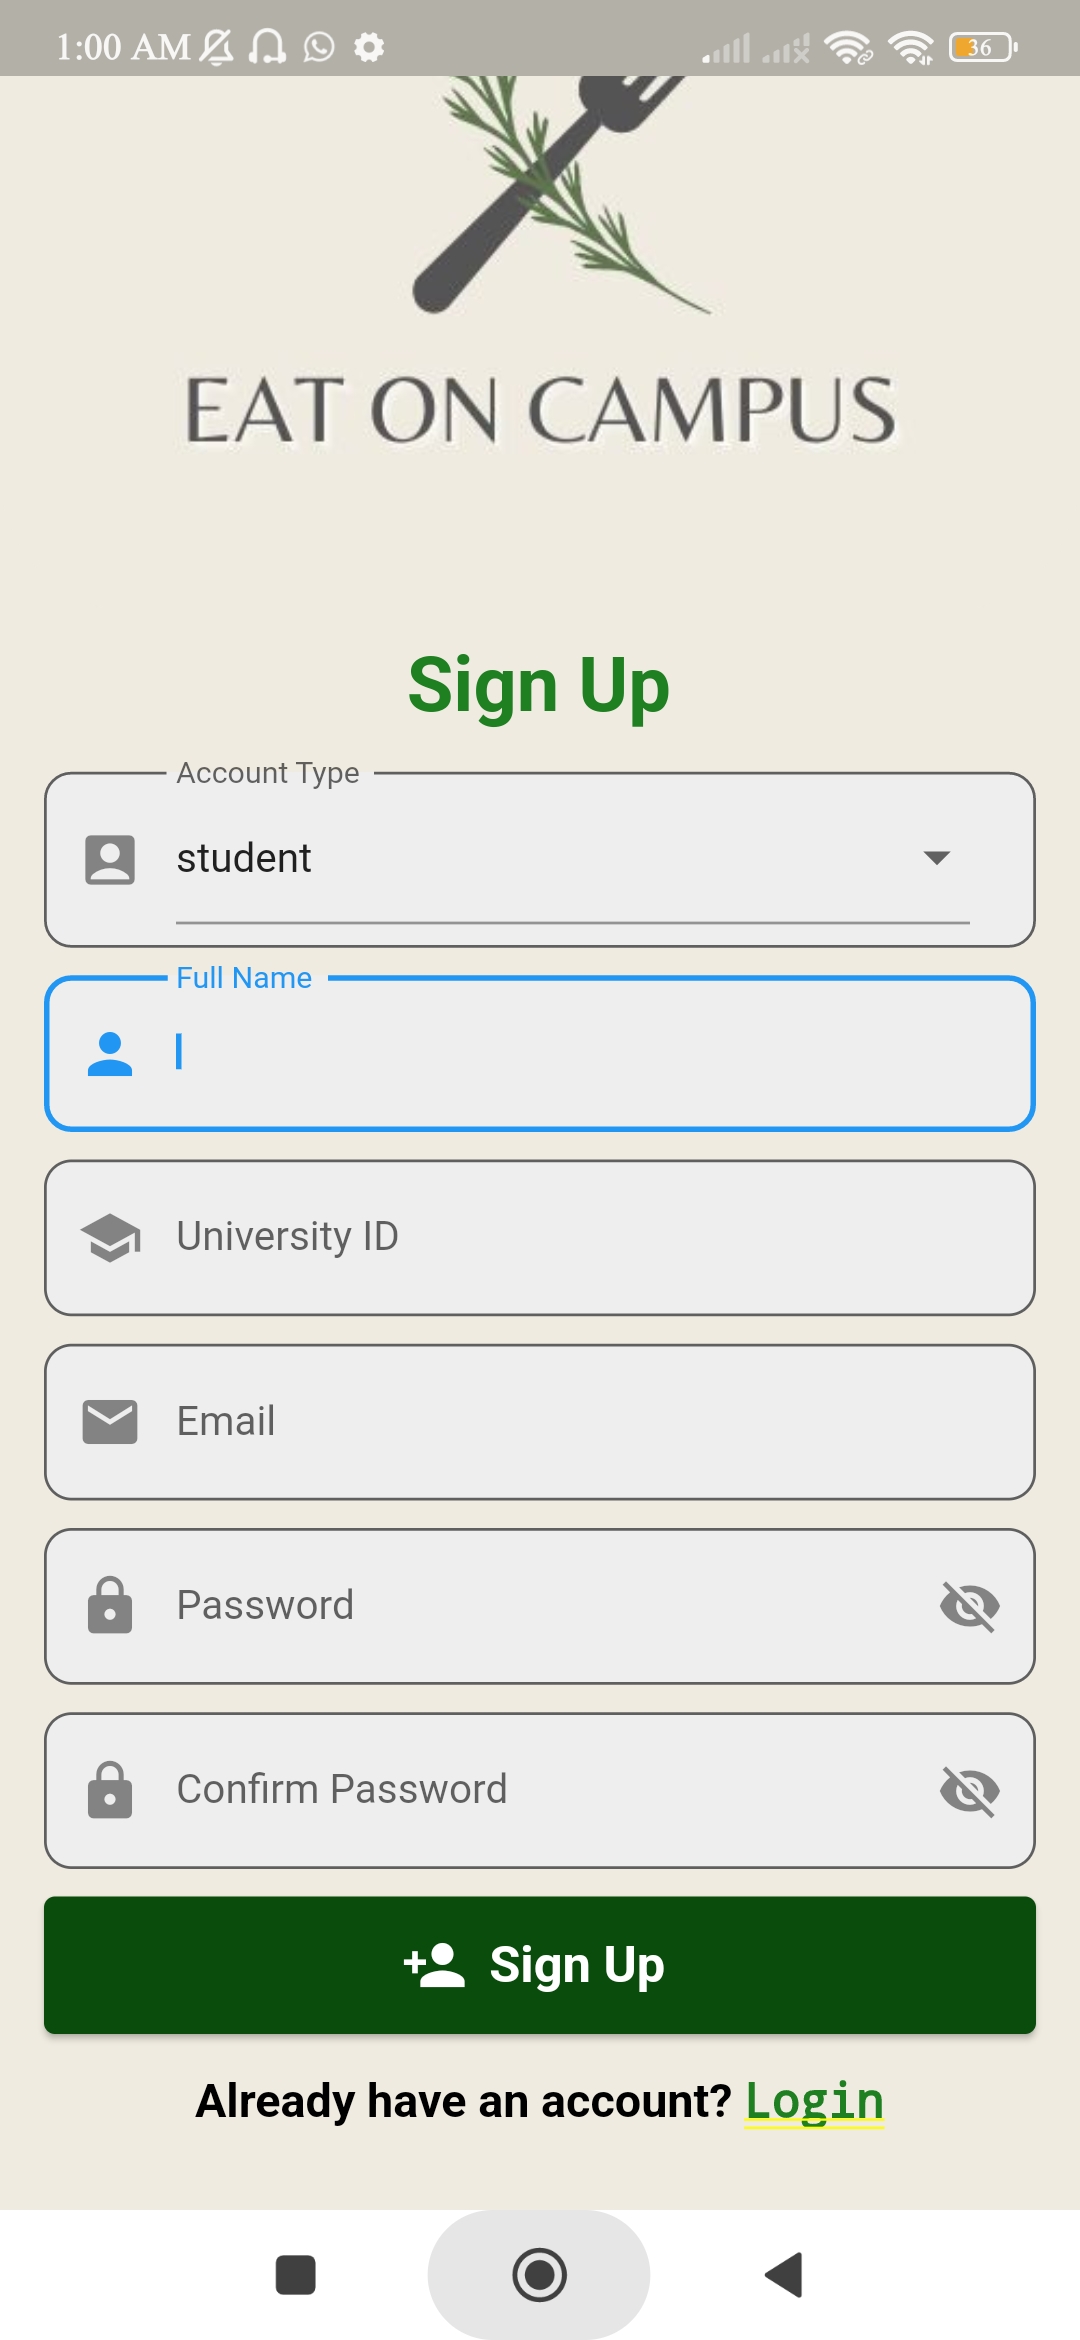 1:00 AM 36
EAT ON CAMPUS
Sign Up
Account Type
student
Full Name
University ID
Email
Password
Confirm Password
Sign Up
Already have an account? Login